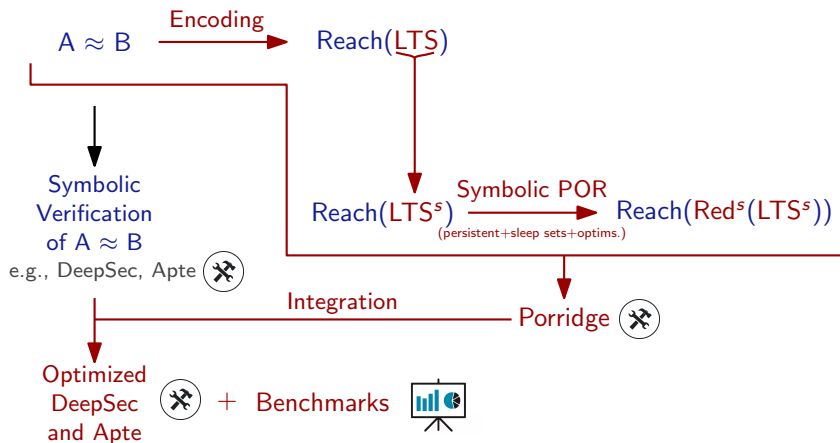 Encoding
A ≈ B
Reach(LTS)
Symbolic
Verification
of A ≈ B
e.g., DeepSec, Apte
Symbolic POR
Reach(LTSˢ)
Reach(Redˢ(LTSˢ))
(persistent+sleep sets+optims.)
Integration
Porridge
Optimized
DeepSec
and Apte
+ Benchmarks